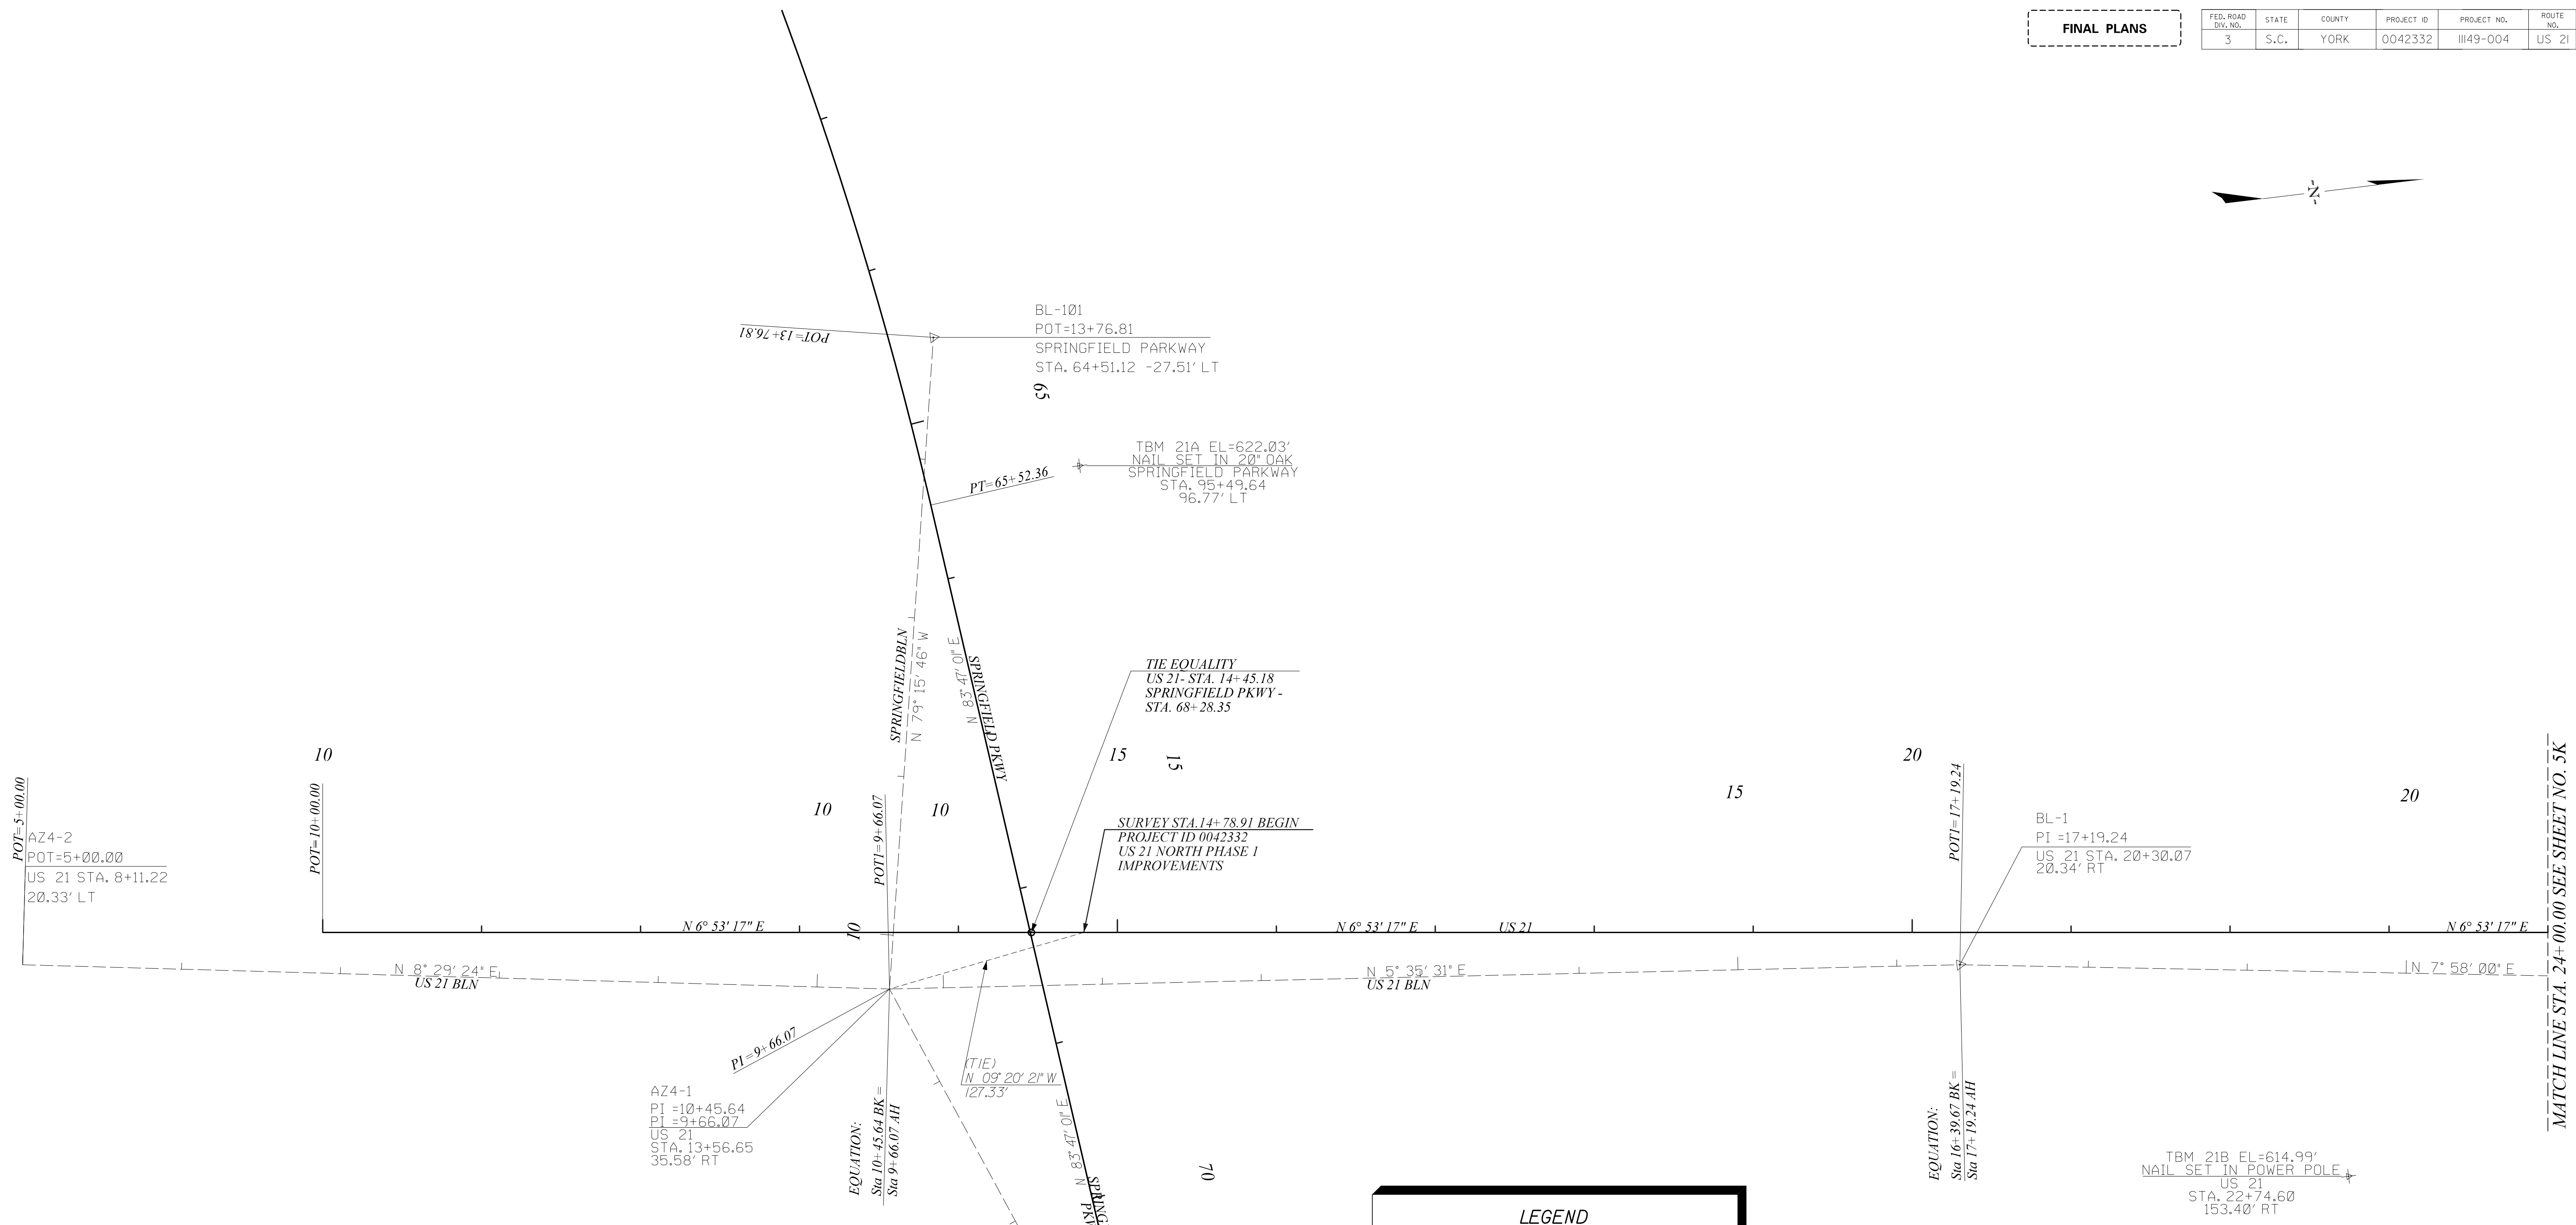 FINAL PLANS
FED. ROAD DIV. NO. STATE COUNTY PROJECT ID PROJECT NO. ROUTE NO.
3 S.C. YORK 0042332 1149-004 US 21
N
BL-101
POT=13+76.81
SPRINGFIELD PARKWAY
STA. 64+51.12 -27.51' LT
POT=13+76.81
65
TBM 21A EL=622.03'
NAIL SET IN 20" OAK
SPRINGFIELD PARKWAY
STA. 95+49.64
96.77' LT
PT=65+52.36
SPRINGFIELDBLN
N 79° 15' 46" W
N 83° 47' 01" E
SPRINGFIELD PKWY
TIE EQUALITY
US 21- STA. 14+45.18
SPRINGFIELD PKWY -
STA. 68+28.35
10
15
15
20
15
20
10
10
POT=5+00.00
AZ4-2
POT=5+00.00
US 21 STA. 8+11.22
20.33' LT
POT=10+00.00
POT1=9+66.07
SURVEY STA.14+78.91 BEGIN
PROJECT ID 0042332
US 21 NORTH PHASE 1
IMPROVEMENTS
POT1=17+19.24
BL-1
PI =17+19.24
US 21 STA. 20+30.07
20.34' RT
MATCH LINE STA. 24+00.00 SEE SHEET NO. 5K
N 6° 53' 17" E
10
N 6° 53' 17" E
US 21
N 6° 53' 17" E
N 8° 29' 24" E
US 21 BLN
N 5° 35' 31" E
US 21 BLN
N 7° 58' 00" E
PI=9+66.07
(TIE)
N 09° 20' 21" W
127.33'
AZ4-1
PI =10+45.64
PI =9+66.07
US 21
STA. 13+56.65
35.58' RT
EQUATION:
Sta 10+45.64 BK =
Sta 9+66.07 AH
N 83° 47' 01" E
70
EQUATION:
Sta 16+39.67 BK =
Sta 17+19.24 AH
TBM 21B EL=614.99'
NAIL SET IN POWER POLE
US 21
STA. 22+74.60
153.40' RT
LEGEND